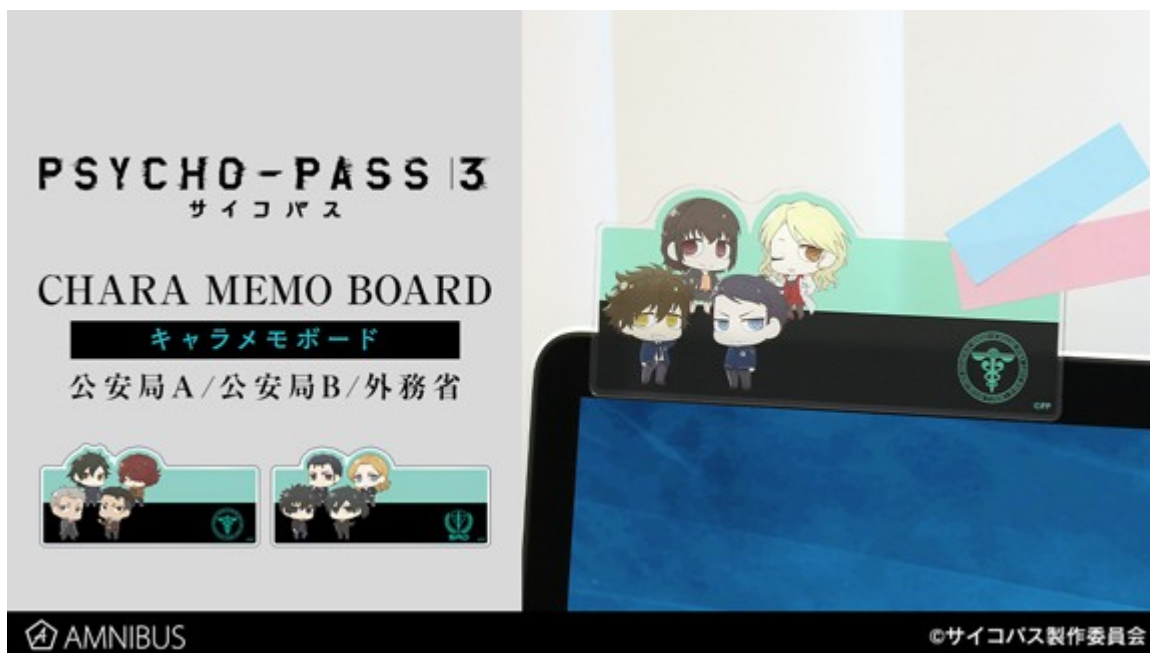 PSYCHO-PASS 3
サイコパス
CHARA MEMO BOARD
キャラメモボード
公安局A/公安局B/外務省
AMNIBUS
©サイコパス製作委員会
©PP